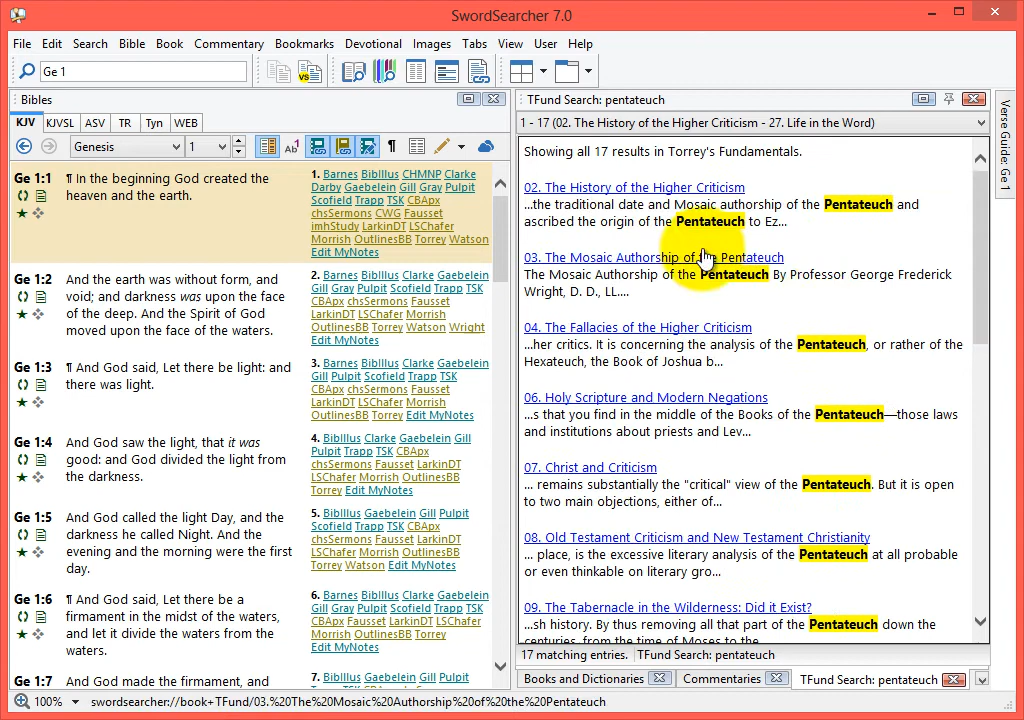 SwordSearcher 7.0
File Edit Search Bible Book Commentary Bookmarks Devotional Images Tabs View User Help
Ge 1
VS
Bibles
KJV KJVSL ASV TR Tyn WEB
Genesis 1
Ab1 ¶
Ge 1:1 ¶ In the beginning God created the
heaven and the earth.
1. Barnes Bibllus CHMNP Clarke
Darby Gaebelein Gill Gray Pulpit
Scofield Trapp TSK CBApx
chsSermons CWG Fausset
imhStudy LarkinDT LSChafer
Morrish OutlinesBB Torrey Watson
Edit MyNotes
Ge 1:2 And the earth was without form, and
void; and darkness was upon the face
of the deep. And the Spirit of God
moved upon the face of the waters.
2. Barnes Bibllus Clarke Gaebelein
Gill Gray Pulpit Scofield Trapp TSK
CBApx chsSermons Fausset
LarkinDT LSChafer Morrish
OutlinesBB Torrey Watson Wright
Edit MyNotes
Ge 1:3 ¶ And God said, Let there be light: and
there was light.
3. Barnes Bibllus Clarke Gaebelein
Gill Pulpit Scofield Trapp TSK
CBApx chsSermons Fausset
LarkinDT LSChafer Morrish
OutlinesBB Torrey Edit MyNotes
Ge 1:4 And God saw the light, that it was
good: and God divided the light from
the darkness.
4. Bibllus Clarke Gaebelein Gill
Pulpit Trapp TSK CBApx
chsSermons Fausset LarkinDT
LSChafer Morrish OutlinesBB
Torrey Edit MyNotes
Ge 1:5 And God called the light Day, and the
darkness he called Night. And the
evening and the morning were the first
day.
5. Bibllus Gaebelein Gill Pulpit
Scofield Trapp TSK CBApx
chsSermons Fausset LarkinDT
LSChafer Morrish OutlinesBB
Torrey Watson Edit MyNotes
Ge 1:6 ¶ And God said, Let there be a
firmament in the midst of the waters,
and let it divide the waters from the
waters.
6. Barnes Bibllus Clarke Gaebelein
Gill Gray Pulpit Scofield Trapp TSK
CBApx Fausset LarkinDT LSChafer
Morrish OutlinesBB Torrey
Edit MyNotes
Ge 1:7 And God made the firmament, and
7. Bibllus Gaebelein Gill Pulpit
TFund Search: pentateuch
1 - 17 (02. The History of the Higher Criticism - 27. Life in the Word)
Showing all 17 results in Torrey's Fundamentals.
02. The History of the Higher Criticism
...the traditional date and Mosaic authorship of the Pentateuch and
ascribed the origin of the Pentateuch to Ez...
03. The Mosaic Authorship of the Pentateuch
The Mosaic Authorship of the Pentateuch By Professor George Frederick
Wright, D. D., LL....
04. The Fallacies of the Higher Criticism
...her critics. It is concerning the analysis of the Pentateuch, or rather of the
Hexateuch, the Book of Joshua b...
06. Holy Scripture and Modern Negations
...s that you find in the middle of the Books of the Pentateuch—those laws
and institutions about priests and Lev...
07. Christ and Criticism
... remains substantially the "critical" view of the Pentateuch. But it is open
to two main objections, either of...
08. Old Testament Criticism and New Testament Christianity
... place, is the excessive literary analysis of the Pentateuch at all probable
or even thinkable on literary gro...
09. The Tabernacle in the Wilderness: Did it Exist?
...sh history. By thus removing all that part of the Pentateuch down the
centuries, from the time of Moses to the
17 matching entries. TFund Search: pentateuch
Books and Dictionaries Commentaries TFund Search: pentateuch
Verse Guide: Ge 1
100% swordsearcher://book+TFund/03.%20The%20Mosaic%20Authorship%20of%20the%20Pentateuch